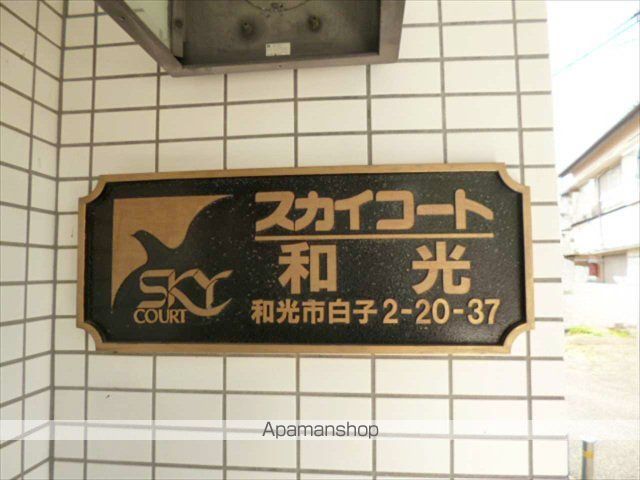 スカイコート
和光
SKY
COURT
和光市白子2-20-37
Apamanshop